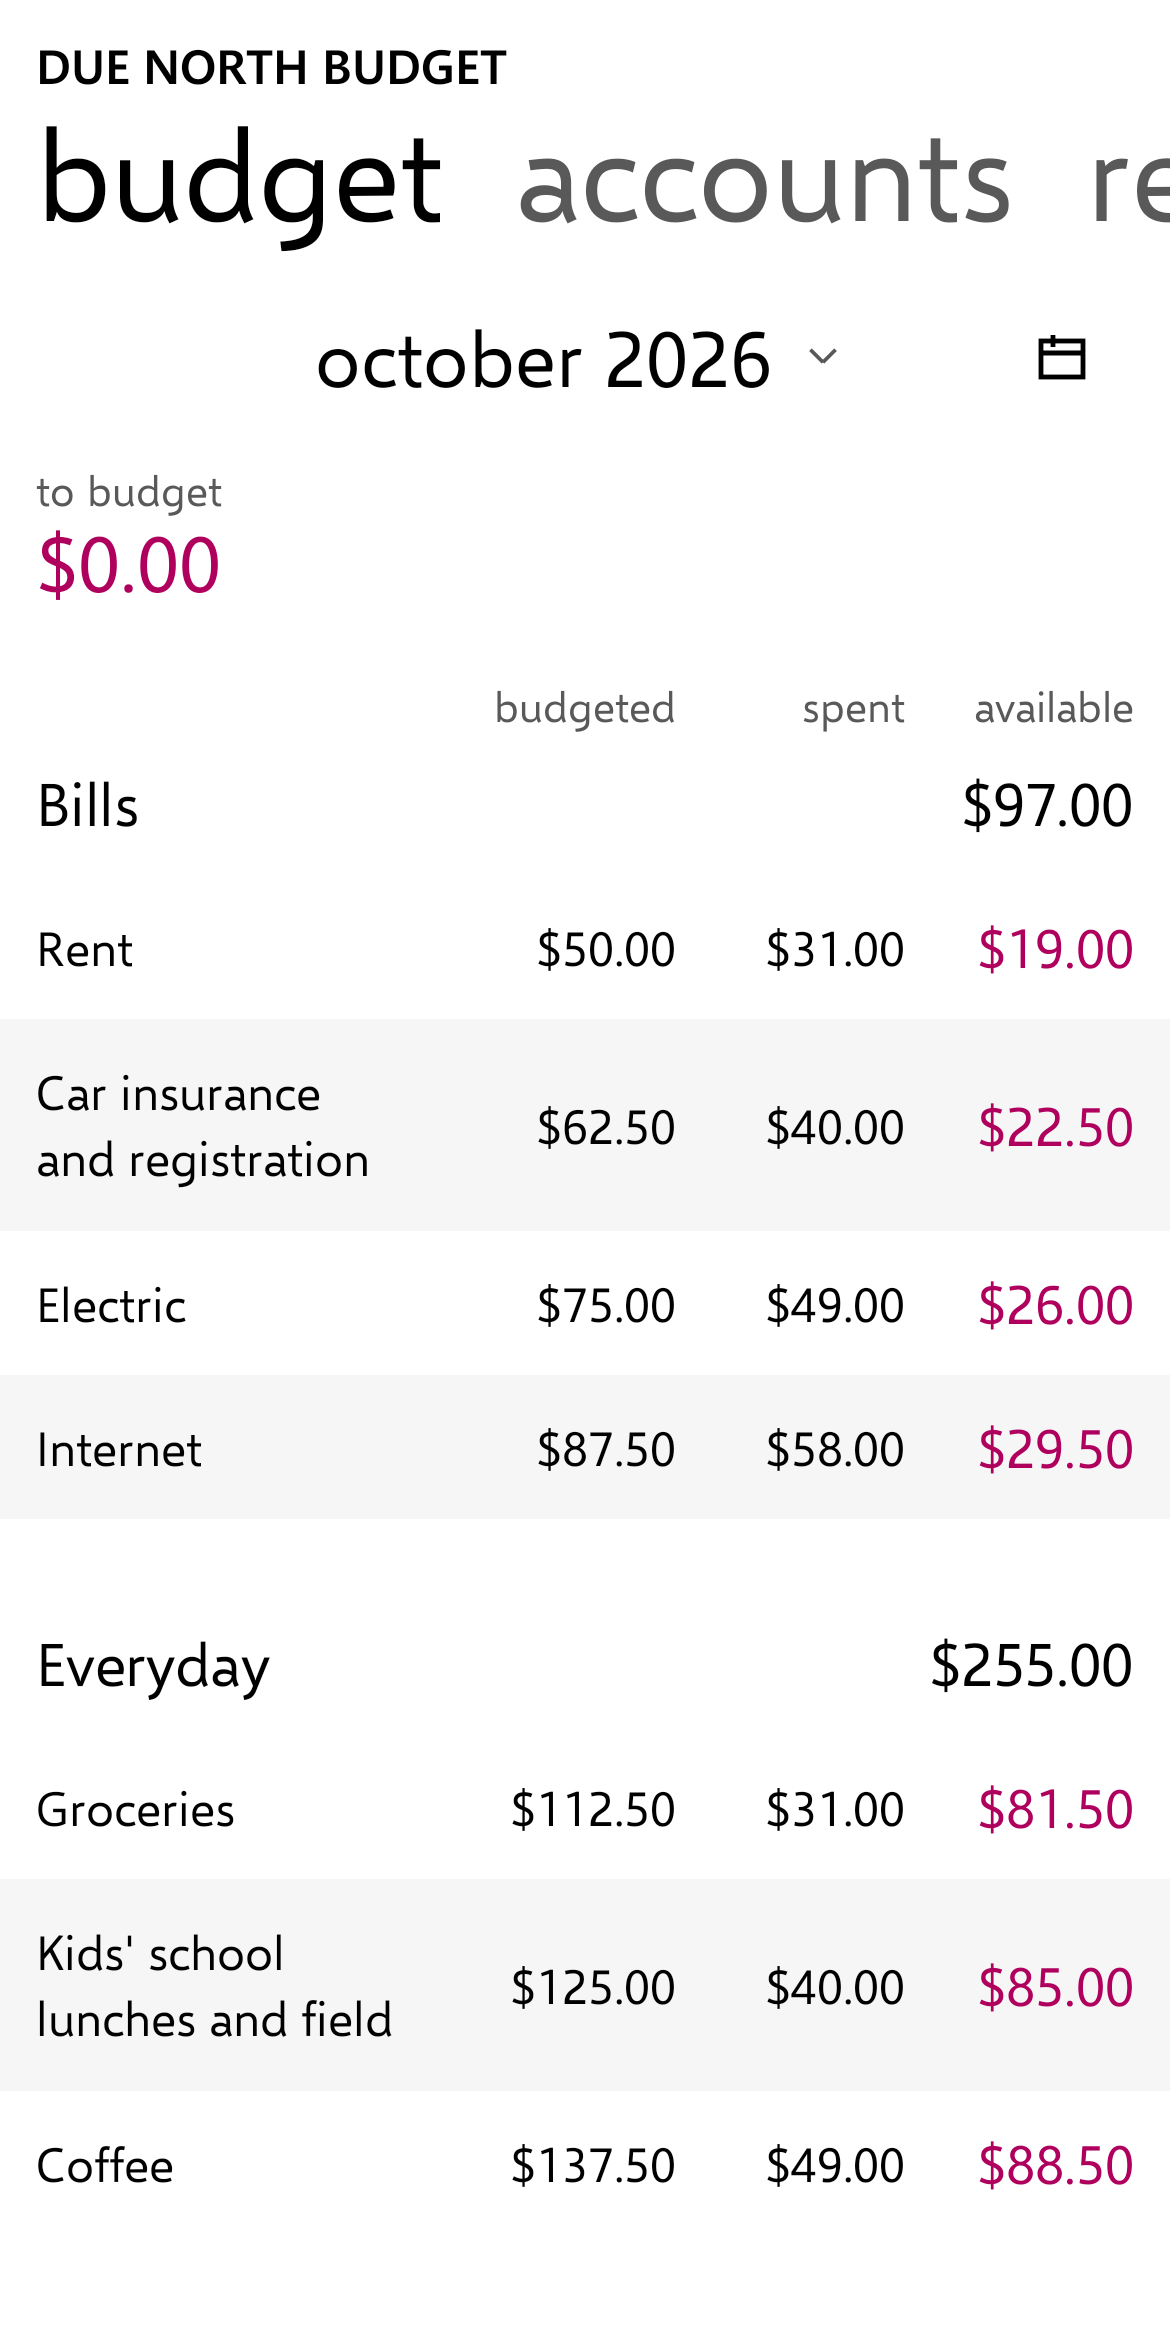 DUE NORTH BUDGET
budget accounts re
october 2026
to budget
$0.00
budgeted spent available
Bills $97.00
Rent $50.00 $31.00 $19.00
Car insurance
and registration $62.50 $40.00 $22.50
Electric $75.00 $49.00 $26.00
Internet $87.50 $58.00 $29.50
Everyday $255.00
Groceries $112.50 $31.00 $81.50
Kids' school
lunches and field $125.00 $40.00 $85.00
Coffee $137.50 $49.00 $88.50